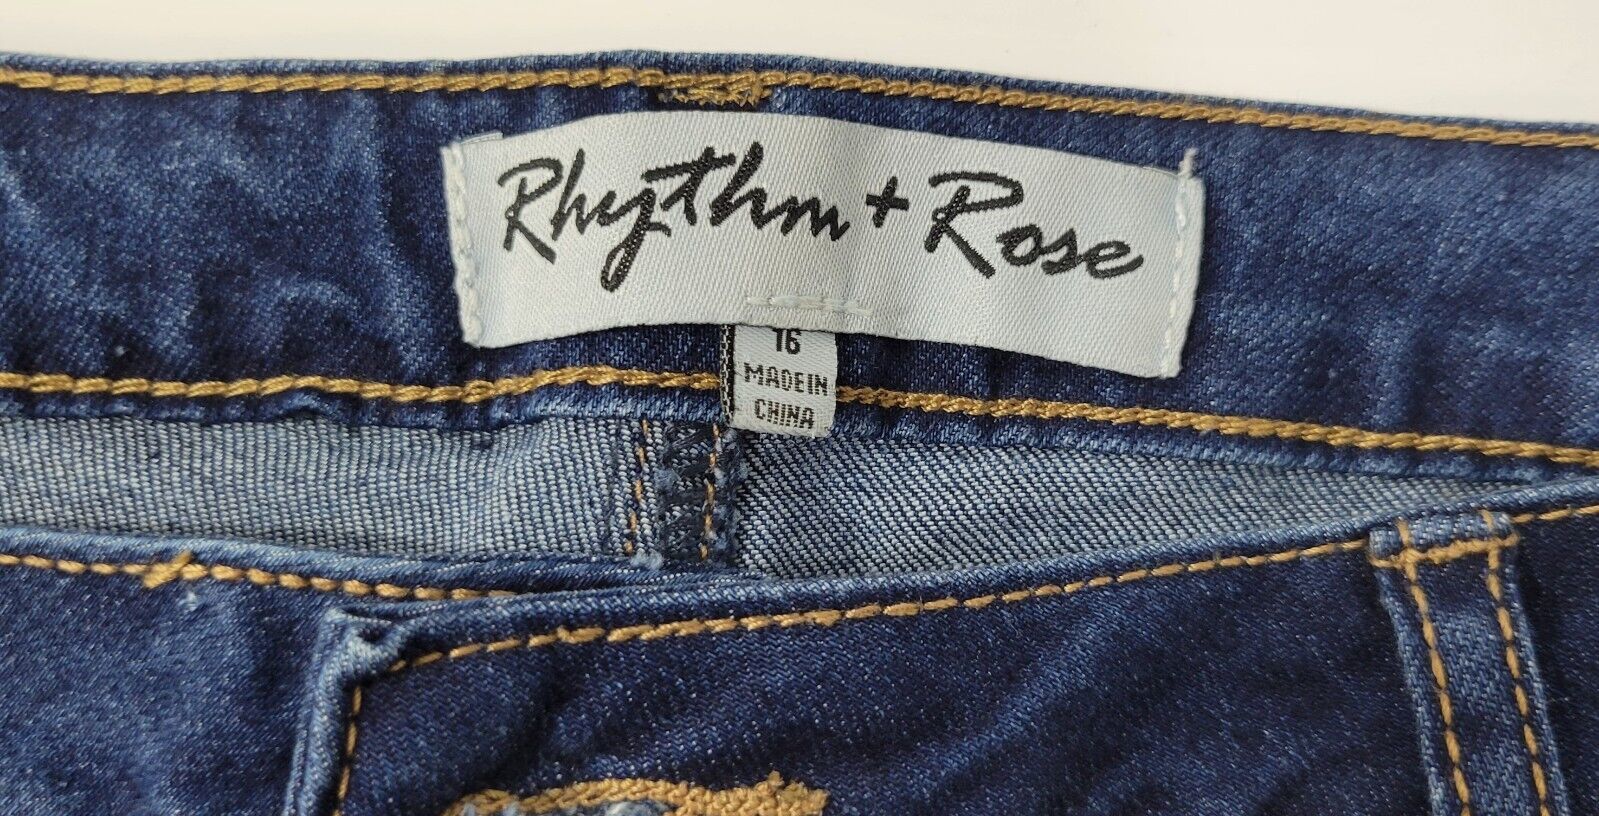 Rhythm + Rose
16
MADE IN
CHINA